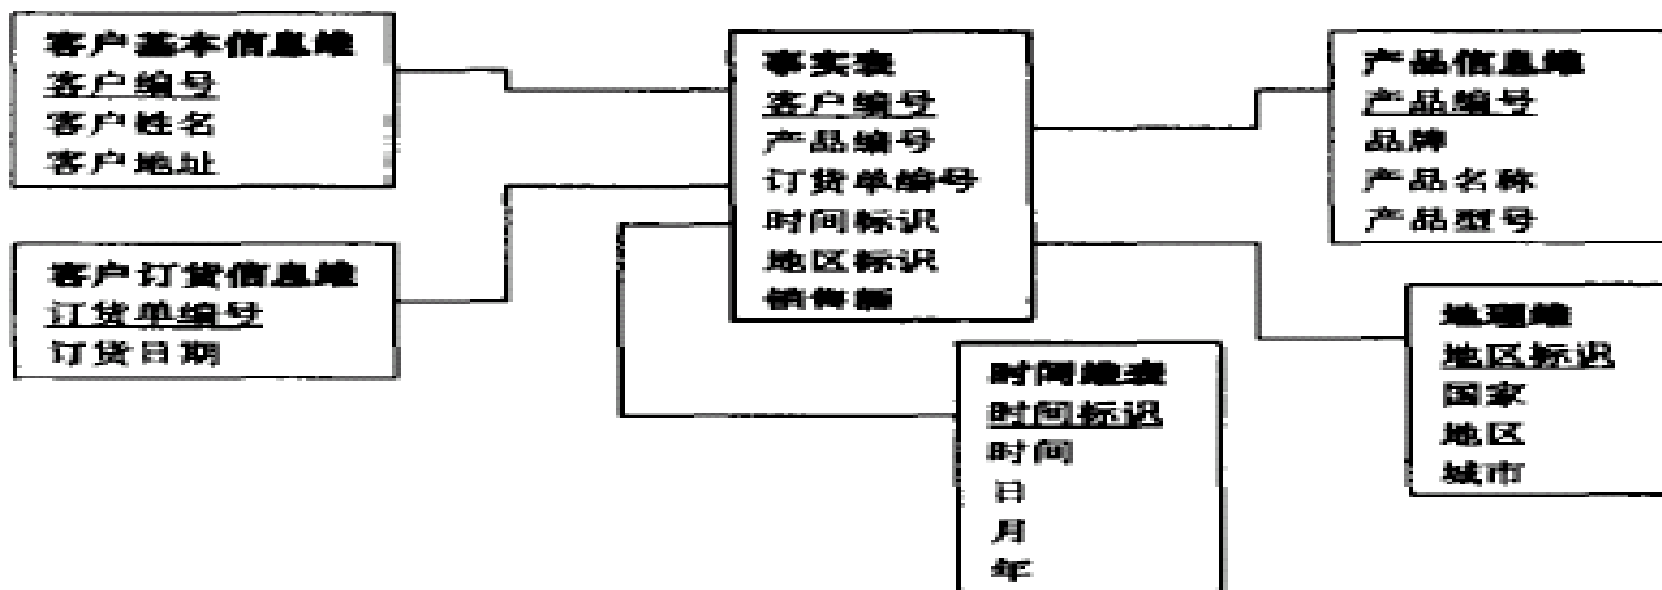 客户基本信息维
客户编号
客户姓名
客户地址
客户订货信息维
订货单编号
订货日期
事实表
客户编号
产品编号
订货单编号
时间标识
地区标识
销售额
时间维表
时间标识
时间
日
月
年
产品信息维
产品编号
品牌
产品名称
产品型号
地理维
地区标识
国家
地区
城市